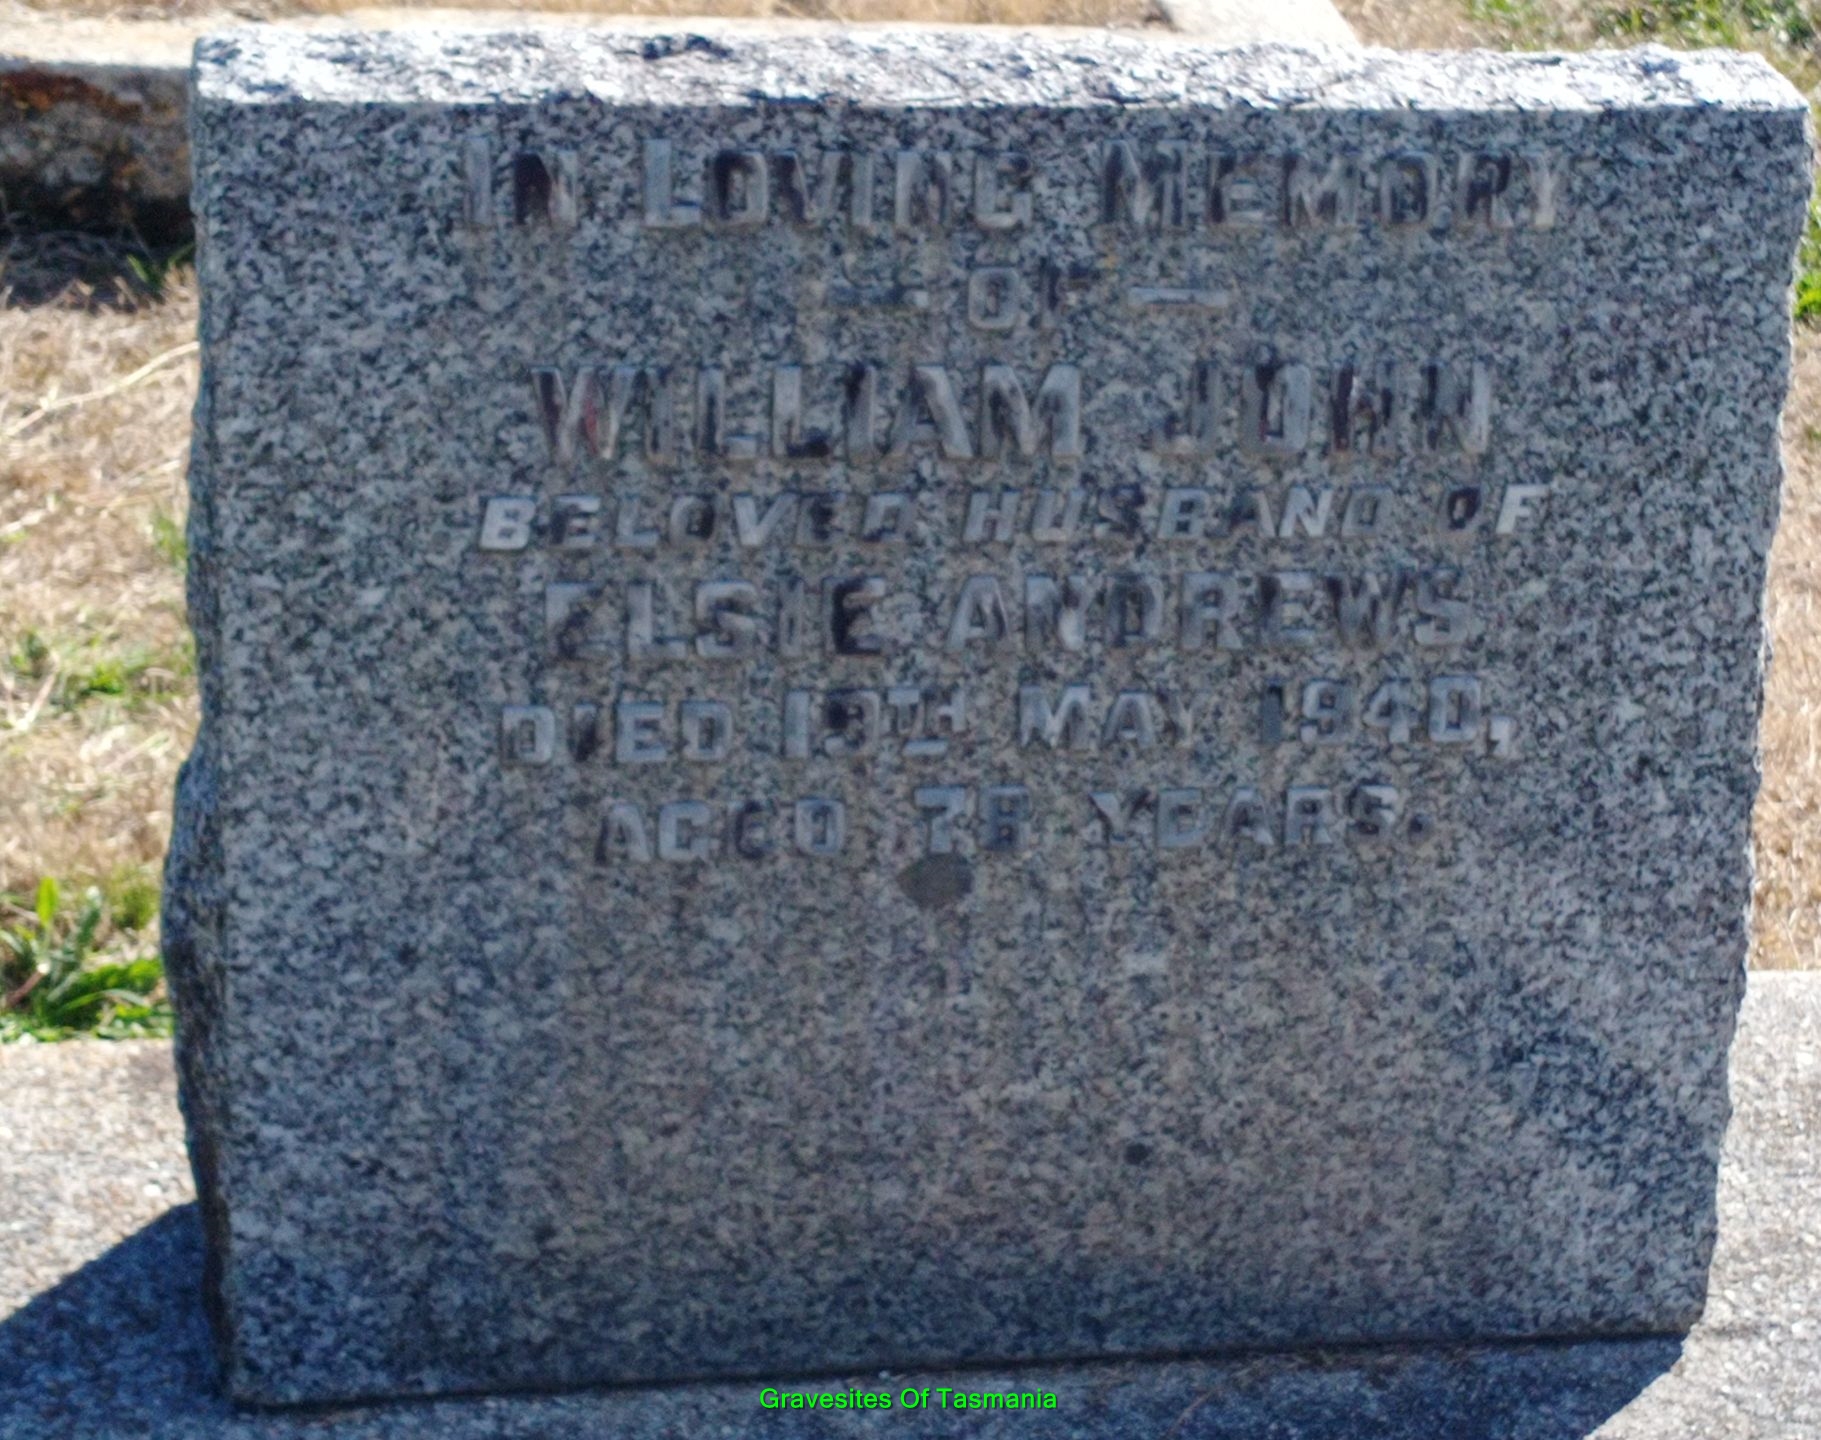 IN LOVING MEMORY
— OF —
WILLIAM JOHN
BELOVED HUSBAND OF
ELSIE ANDREWS
DIED MAY 1940,
AGED YEARS.
Gravesites Of Tasmania